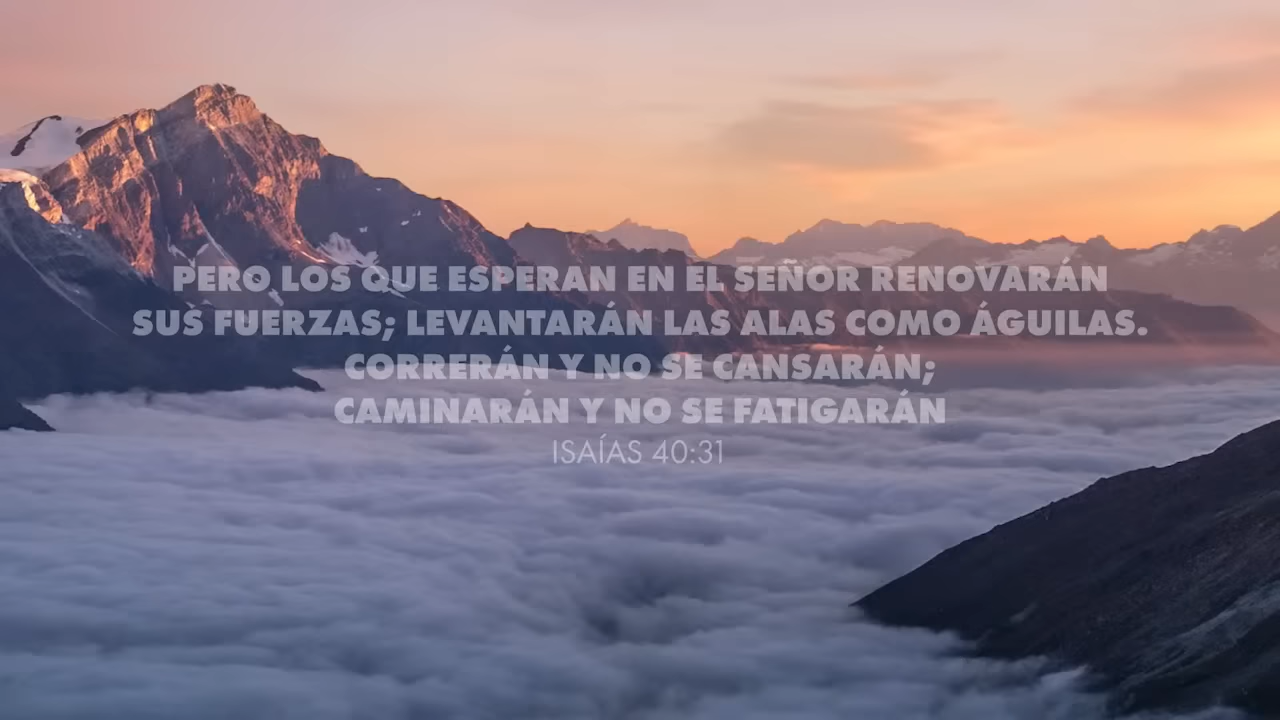 PERO LOS QUE ESPERAN EN EL SEÑOR RENOVARÁN
SUS FUERZAS; LEVANTARÁN LAS ALAS COMO ÁGUILAS.
CORRERÁN Y NO SE CANSARÁN;
CAMINARÁN Y NO SE FATIGARÁN
ISAÍAS 40:31